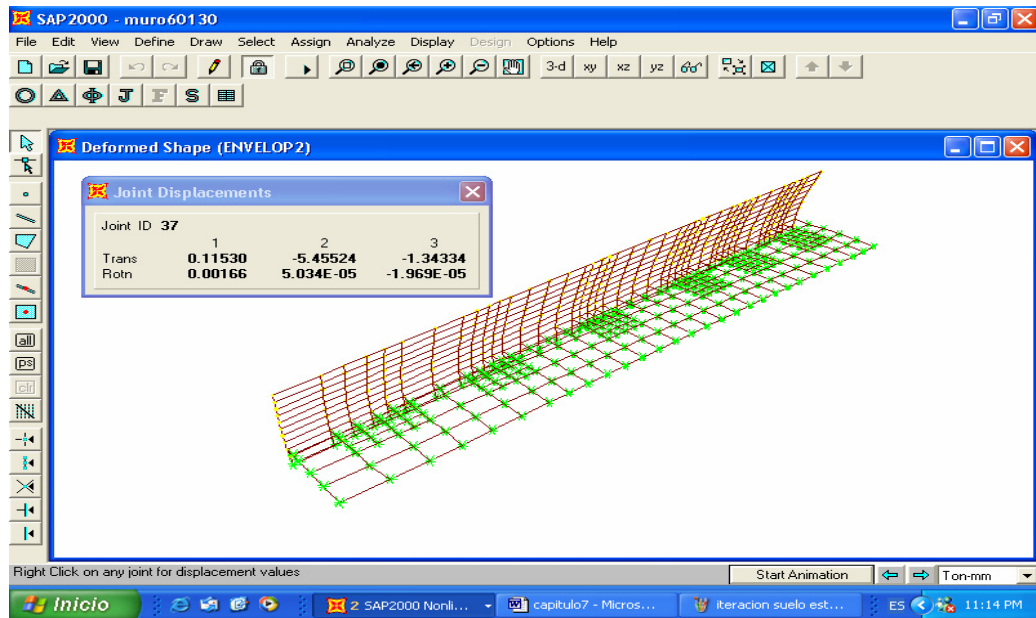 SAP2000 - muro60130
File Edit View Define Draw Select Assign Analyze Display Design Options Help
3-d xy xz yz
J F S
Deformed Shape (ENVELOP2)
Joint Displacements
Joint ID 37
1 2 3
Trans 0.11530 -5.45524 -1.34334
Rotn 0.00166 5.034E-05 -1.969E-05
all
ps
clr
Right Click on any joint for displacement values
Start Animation
Ton-mm
Inicio
2 SAP2000 Nonli...
capitulo7 - Micros...
iteracion suelo est...
ES
11:14 PM